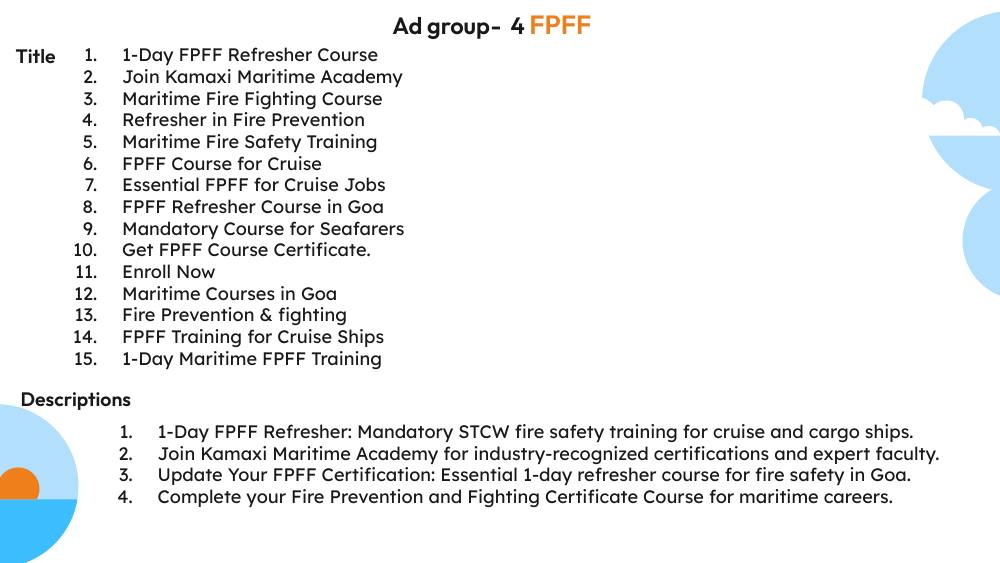 Ad group- 4 FPFF
Title
1. 1-Day FPFF Refresher Course
2. Join Kamaxi Maritime Academy
3. Maritime Fire Fighting Course
4. Refresher in Fire Prevention
5. Maritime Fire Safety Training
6. FPFF Course for Cruise
7. Essential FPFF for Cruise Jobs
8. FPFF Refresher Course in Goa
9. Mandatory Course for Seafarers
10. Get FPFF Course Certificate.
11. Enroll Now
12. Maritime Courses in Goa
13. Fire Prevention & fighting
14. FPFF Training for Cruise Ships
15. 1-Day Maritime FPFF Training
Descriptions
1. 1-Day FPFF Refresher: Mandatory STCW fire safety training for cruise and cargo ships.
2. Join Kamaxi Maritime Academy for industry-recognized certifications and expert faculty.
3. Update Your FPFF Certification: Essential 1-day refresher course for fire safety in Goa.
4. Complete your Fire Prevention and Fighting Certificate Course for maritime careers.